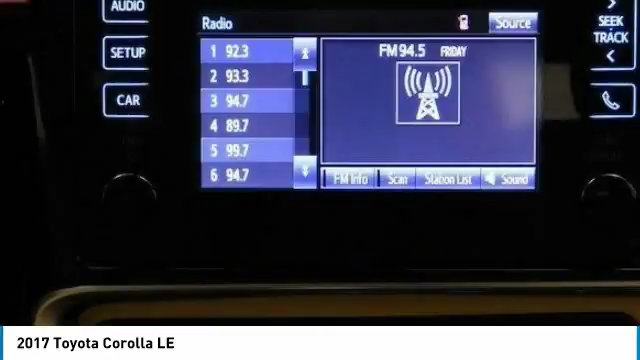 AUDIO
Radio
Source
SEEK
TRACK
SETUP
1 92.3
FM 94.5 FRIDAY
2 93.3
CAR
3 94.7
4 89.7
5 99.7
6 94.7
FM Info
Scan
Station List
Sound
2017 Toyota Corolla LE